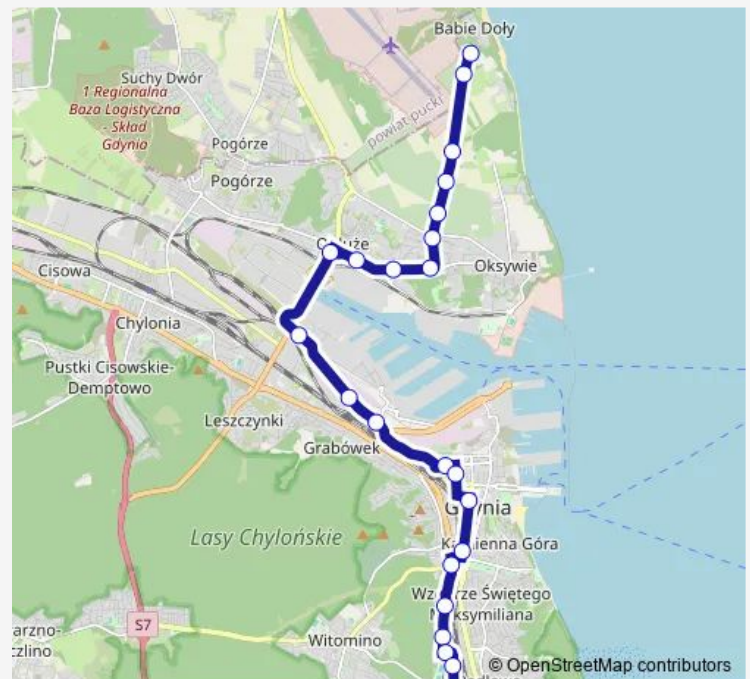 Babie Doły
Suchy Dwór
1 Regionalna
Baza Logistyczna
- Skład
Gdynia
powiat pucki
Pogórze
Pogórze
Oksywie
Cisowa
Chylonia
Pustki Cisowskie-
Demptowo
Leszczynki
Grabówek
Lasy Chylońskie
S7
Witomino
© OpenStreetMap contributors